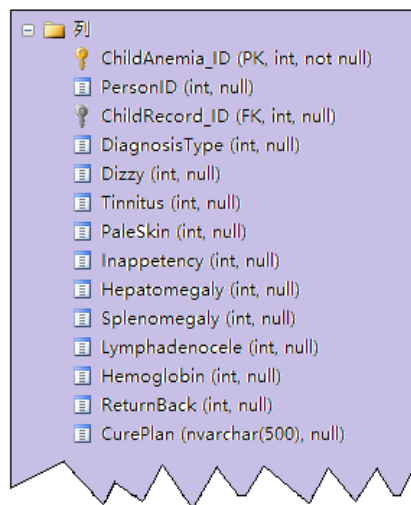 列
ChildAnemia_ID (PK, int, not null)
PersonID (int, null)
ChildRecord_ID (FK, int, null)
DiagnosisType (int, null)
Dizzy (int, null)
Tinnitus (int, null)
PaleSkin (int, null)
Inappetency (int, null)
Hepatomegaly (int, null)
Splenomegaly (int, null)
Lymphadenocele (int, null)
Hemoglobin (int, null)
ReturnBack (int, null)
CurePlan (nvarchar(500), null)